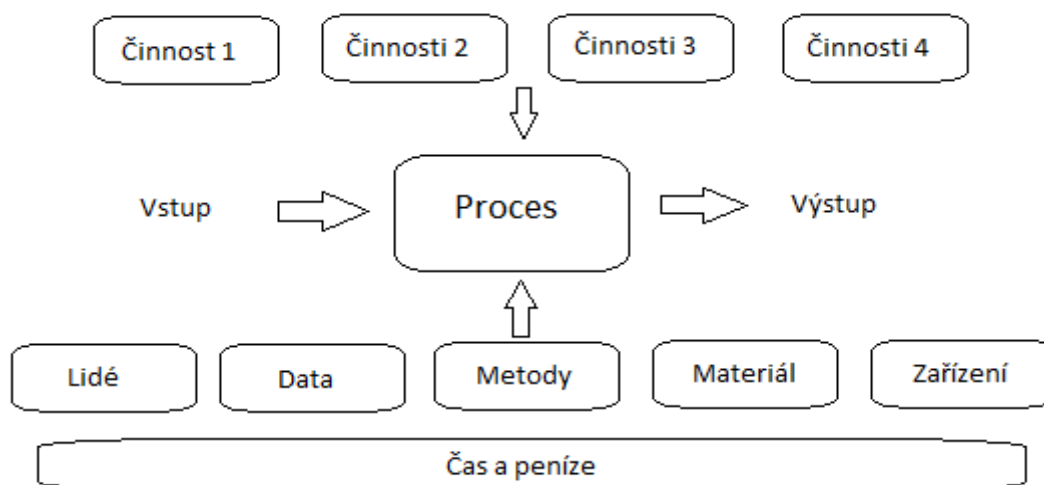 Činnost 1
Činnosti 2
Činnosti 3
Činnosti 4
Vstup
Proces
Výstup
Lidé
Data
Metody
Materiál
Zařízení
Čas a peníze